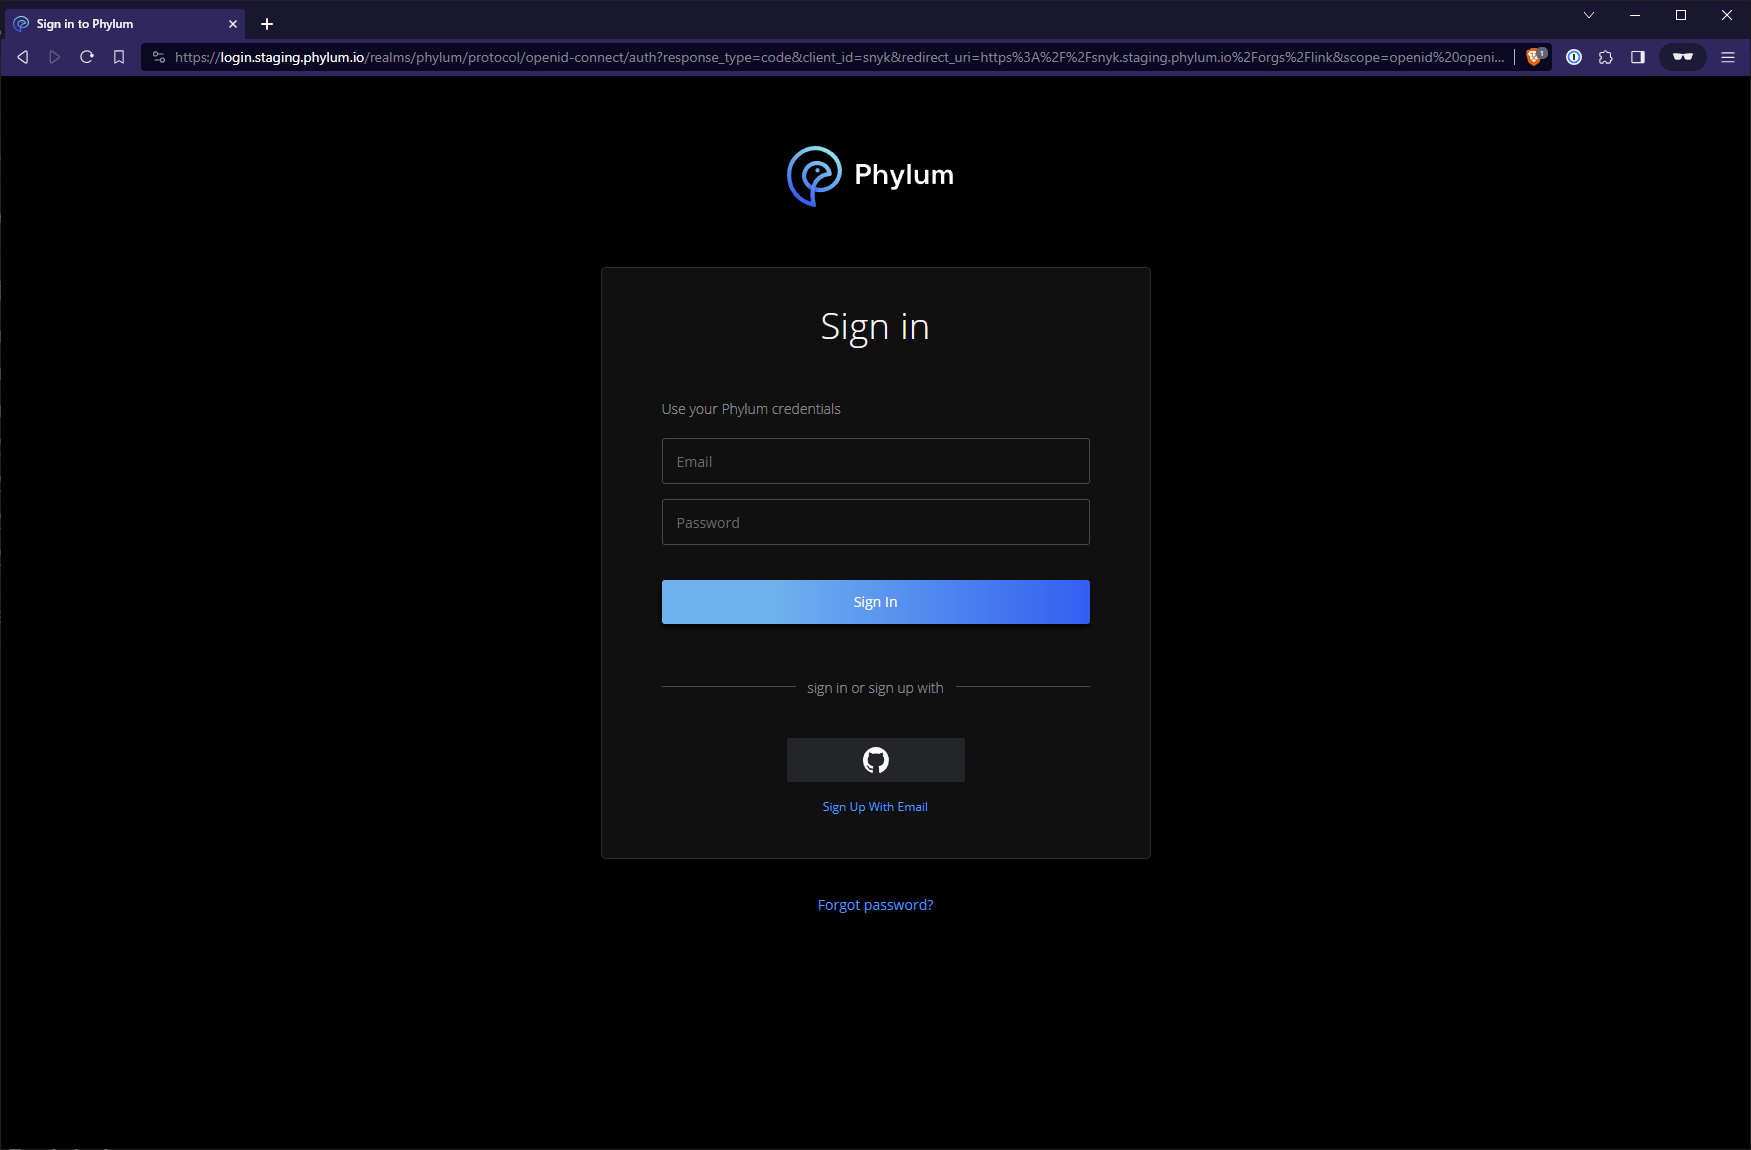 Sign in to Phylum
https://login.staging.phylum.io/realms/phylum/protocol/openid-connect/auth?response_type=code&client_id=snyk&redirect_uri=https%3A%2F%2Fsnyk.staging.phylum.io%2Forgs%2Flink&scope=openid%20openi...
1
Phylum
Sign in
Use your Phylum credentials
Email
Password
Sign In
sign in or sign up with
Sign Up With Email
Forgot password?